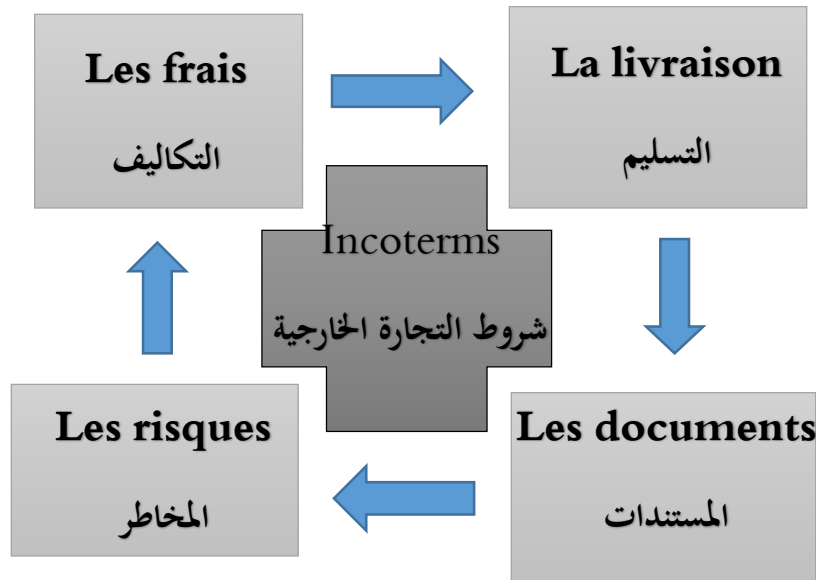 Les frais
التكاليف
La livraison
التسليم
Incoterms
شروط التجارة الخارجية
Les risques
المخاطر
Les documents
المستندات